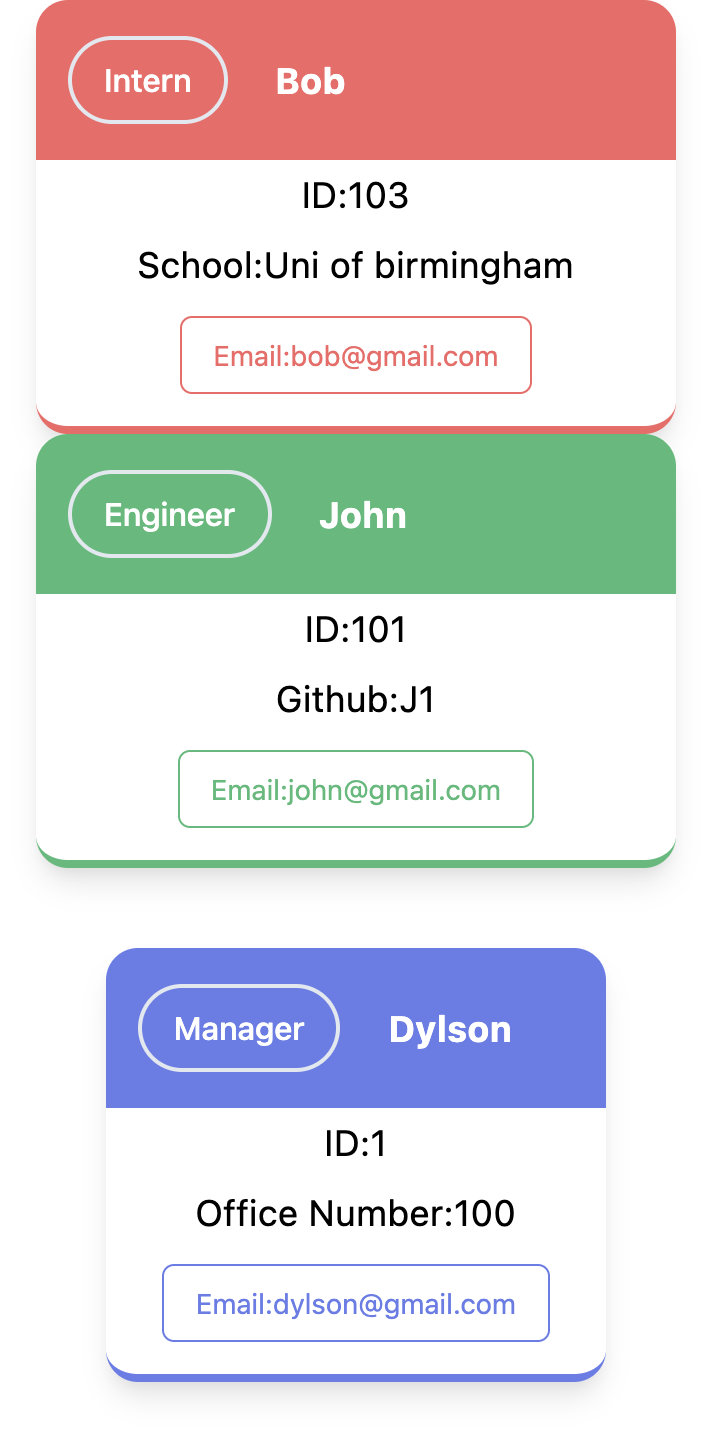 Intern Bob
ID:103
School:Uni of birmingham
Email:bob@gmail.com
Engineer John
ID:101
Github:J1
Email:john@gmail.com
Manager Dylson
ID:1
Office Number:100
Email:dylson@gmail.com